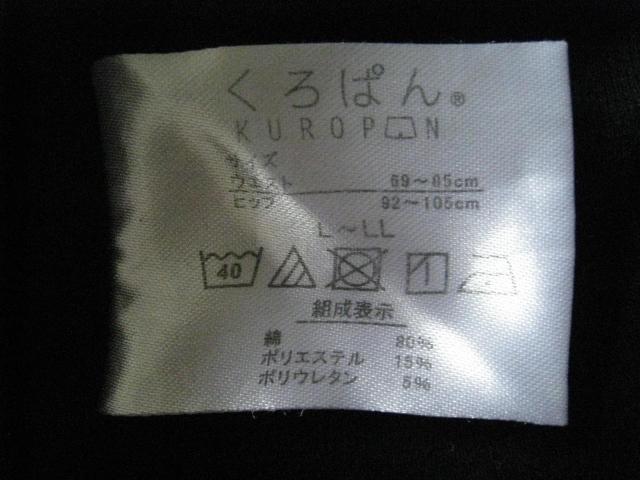 くろぱん®
KUROPAN
サイズ
ウエスト 69～85cm
ヒップ 92～105cm
L～LL
40
組成表示
綿 80%
ポリエステル 15%
ポリウレタン 5%